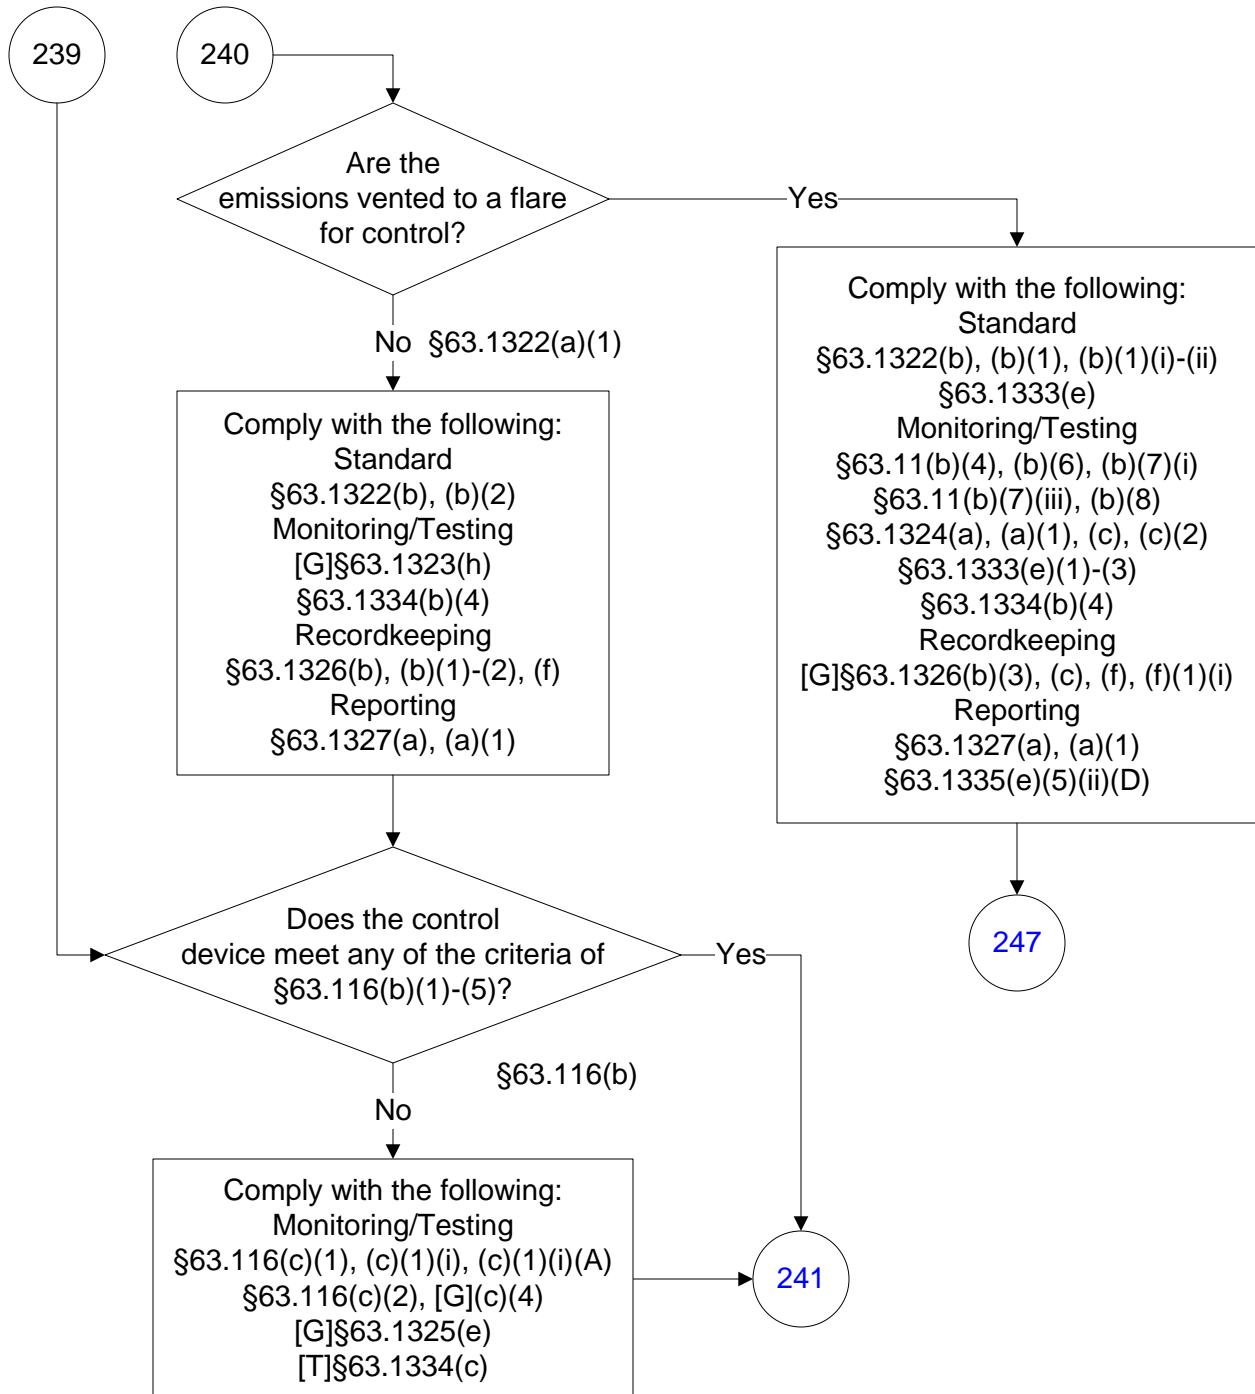 239
240
Are the
emissions vented to a flare
for control?
Yes
No §63.1322(a)(1)
Comply with the following:
Standard
§63.1322(b), (b)(1), (b)(1)(i)-(ii)
§63.1333(e)
Monitoring/Testing
§63.11(b)(4), (b)(6), (b)(7)(i)
§63.11(b)(7)(iii), (b)(8)
§63.1324(a), (a)(1), (c), (c)(2)
§63.1333(e)(1)-(3)
§63.1334(b)(4)
Recordkeeping
[G]§63.1326(b)(3), (c), (f), (f)(1)(i)
Reporting
§63.1327(a), (a)(1)
§63.1335(e)(5)(ii)(D)
247
Comply with the following:
Standard
§63.1322(b), (b)(2)
Monitoring/Testing
[G]§63.1323(h)
§63.1334(b)(4)
Recordkeeping
§63.1326(b), (b)(1)-(2), (f)
Reporting
§63.1327(a), (a)(1)
Does the control
device meet any of the criteria of
§63.116(b)(1)-(5)?
Yes
§63.116(b)
No
Comply with the following:
Monitoring/Testing
§63.116(c)(1), (c)(1)(i), (c)(1)(i)(A)
§63.116(c)(2), [G](c)(4)
[G]§63.1325(e)
[T]§63.1334(c)
241